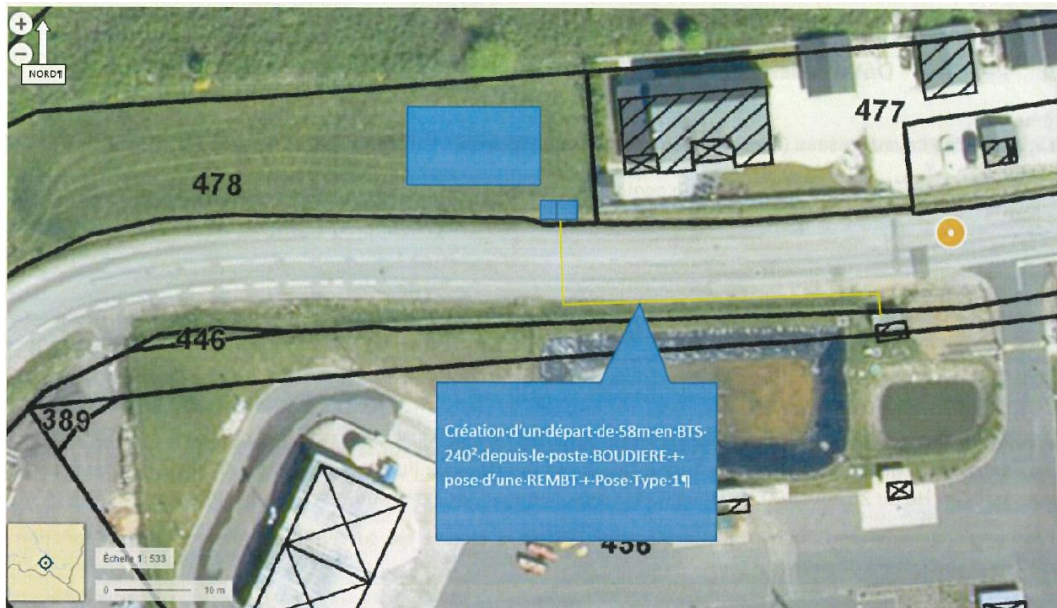 +
−
NORD¶
477
478
446
389
Création·d'un·départ·de·58m·en·BTS·
240²·depuis·le·poste·BOUDIERE·+·
pose·d'une·REMBT·+·Pose·Type·1¶
456
Échelle 1 : 533
0
10 m